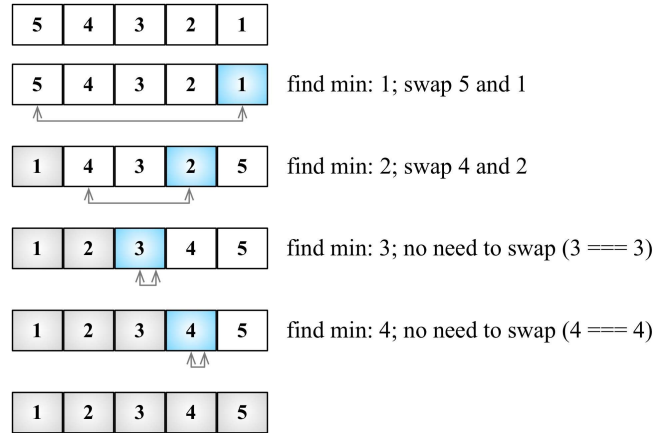 5 4 3 2 1
5 4 3 2 1 find min: 1; swap 5 and 1
1 4 3 2 5 find min: 2; swap 4 and 2
1 2 3 4 5 find min: 3; no need to swap (3 === 3)
1 2 3 4 5 find min: 4; no need to swap (4 === 4)
1 2 3 4 5